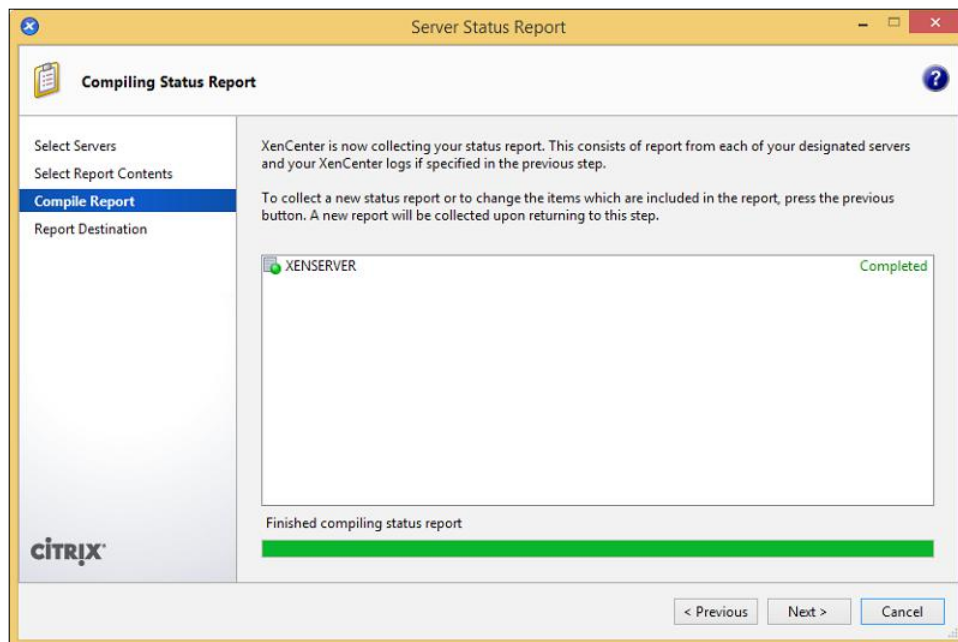 Server Status Report
Compiling Status Report
Select Servers
Select Report Contents
Compile Report
Report Destination
XenCenter is now collecting your status report. This consists of report from each of your designated servers
and your XenCenter logs if specified in the previous step.
To collect a new status report or to change the items which are included in the report, press the previous
button. A new report will be collected upon returning to this step.
XENSERVER Completed
Finished compiling status report
CİTRIX
< Previous Next > Cancel